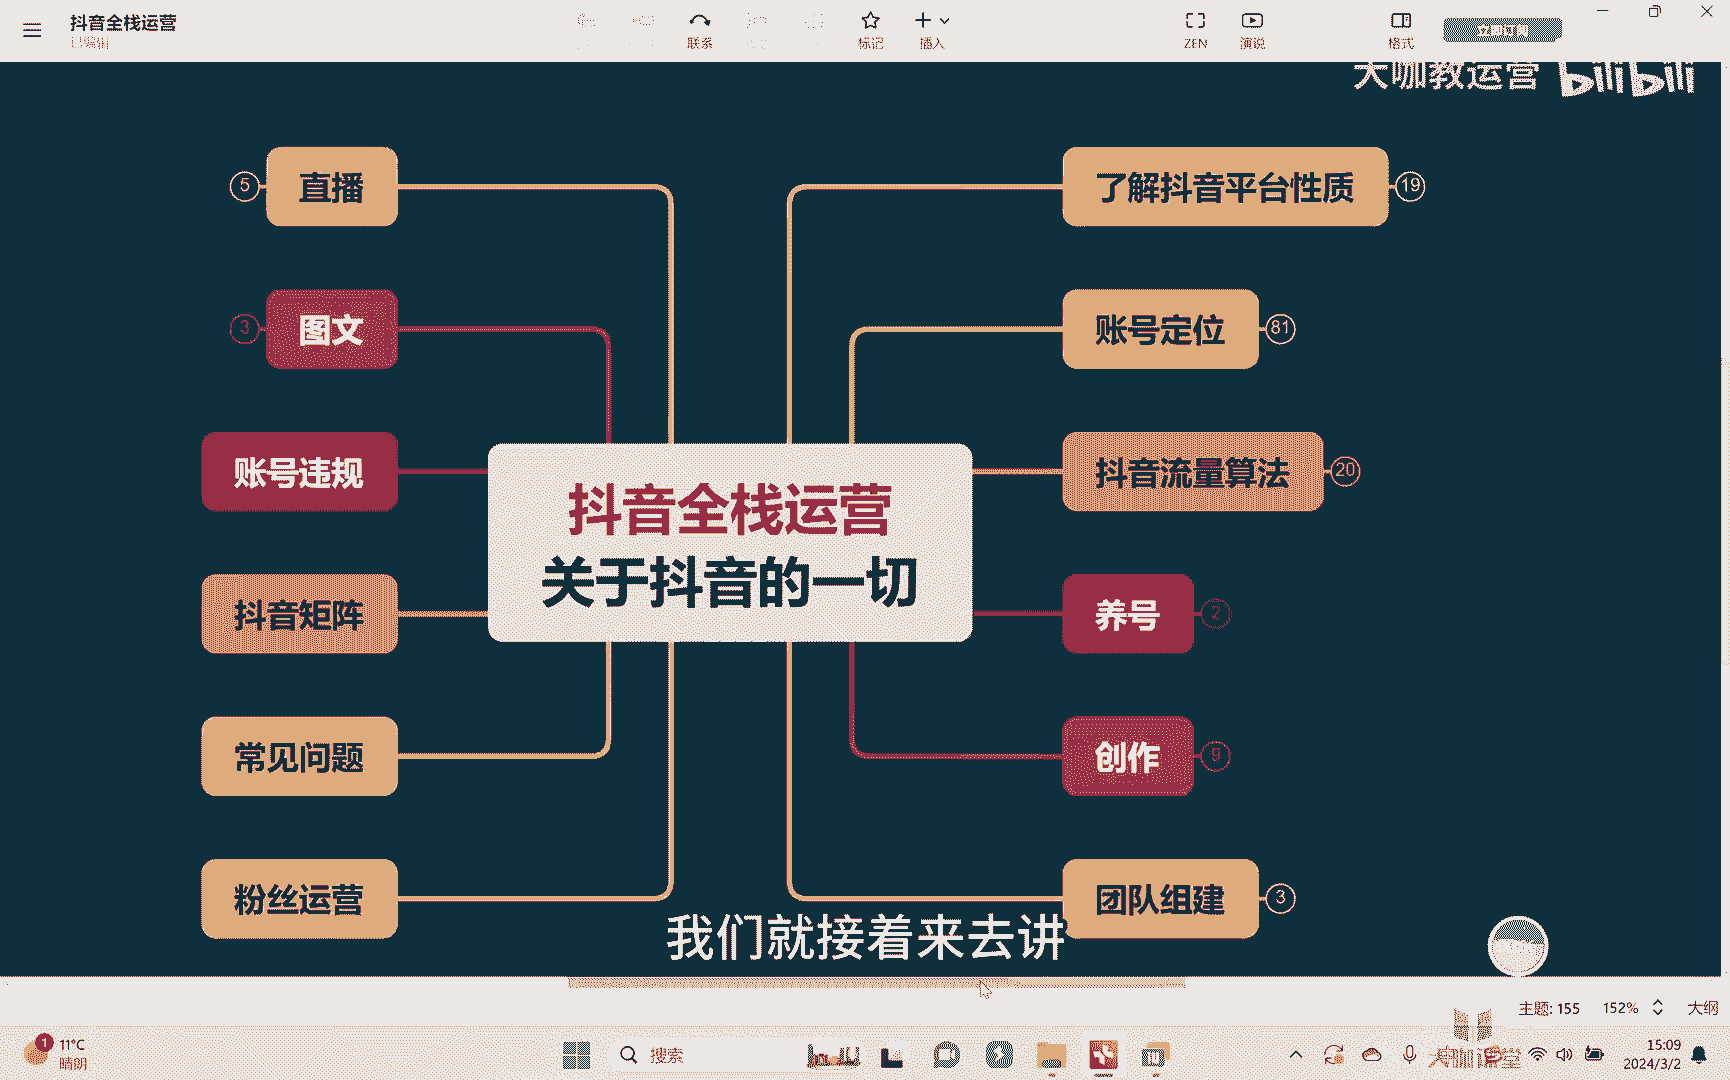 抖音全栈运营
已编辑
联系
标记
插入
ZEN
演说
格式
立即订阅
大咖教运营 bilibili
5
直播
了解抖音平台性质
19
3
图文
账号定位
81
账号违规
抖音全栈运营
关于抖音的一切
抖音流量算法
20
抖音矩阵
养号
2
常见问题
创作
9
粉丝运营
团队组建
3
我们就接着来去讲
主题: 155
152%
大纲
1
11°C
晴朗
搜索
15:09
2024/3/2